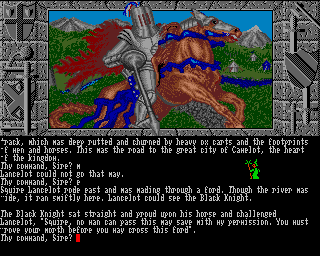 track, which was deep rutted and churned by heavy ox carts and the footprints
of men and horses. This was the road to the great city of Camelot, the heart
of the kingdom.
Thy command, Sire? n
Lancelot could not go that way.
Thy command, Sire? e
Squire Lancelot rode east and was wading through a ford. Though the river was
wide, it ran swiftly here. Lancelot could see the Black Knight.
The Black Knight sat straight and proud upon his horse and challenged
Lancelot, "Squire, no man can pass this way save with my permission. You must
prove your worth before you may cross this ford".
Thy command, Sire?